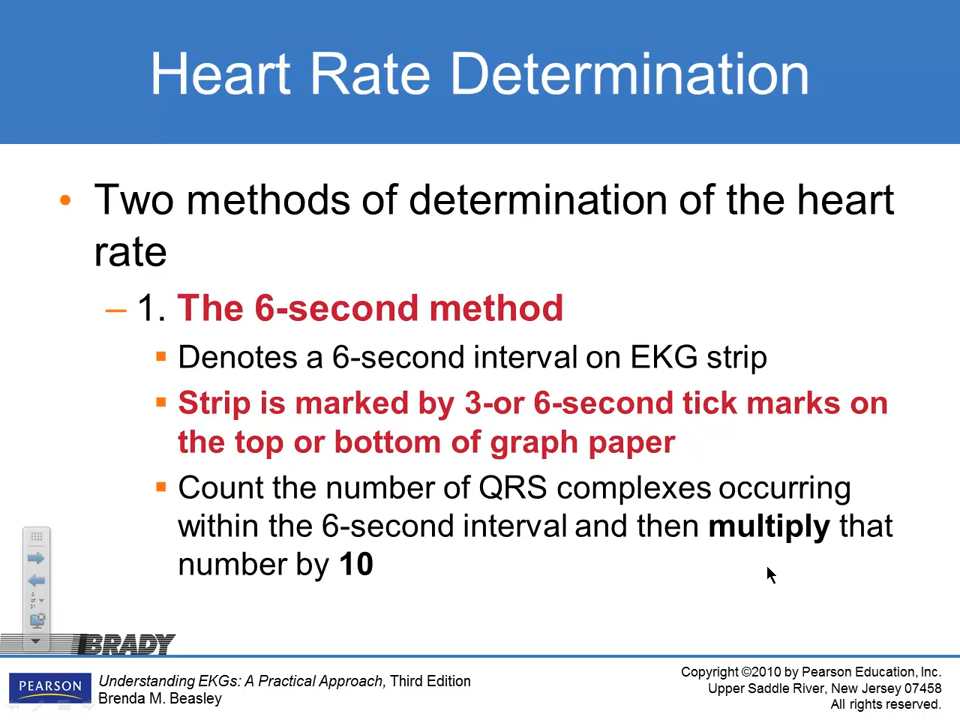 Heart Rate Determination
• Two methods of determination of the heart
rate
– 1. The 6-second method
▪ Denotes a 6-second interval on EKG strip
▪ Strip is marked by 3-or 6-second tick marks on
the top or bottom of graph paper
▪ Count the number of QRS complexes occurring
within the 6-second interval and then multiply that
number by 10
BRADY
PEARSON
Understanding EKGs: A Practical Approach, Third Edition
Brenda M. Beasley
Copyright ©2010 by Pearson Education, Inc.
Upper Saddle River, New Jersey 07458
All rights reserved.